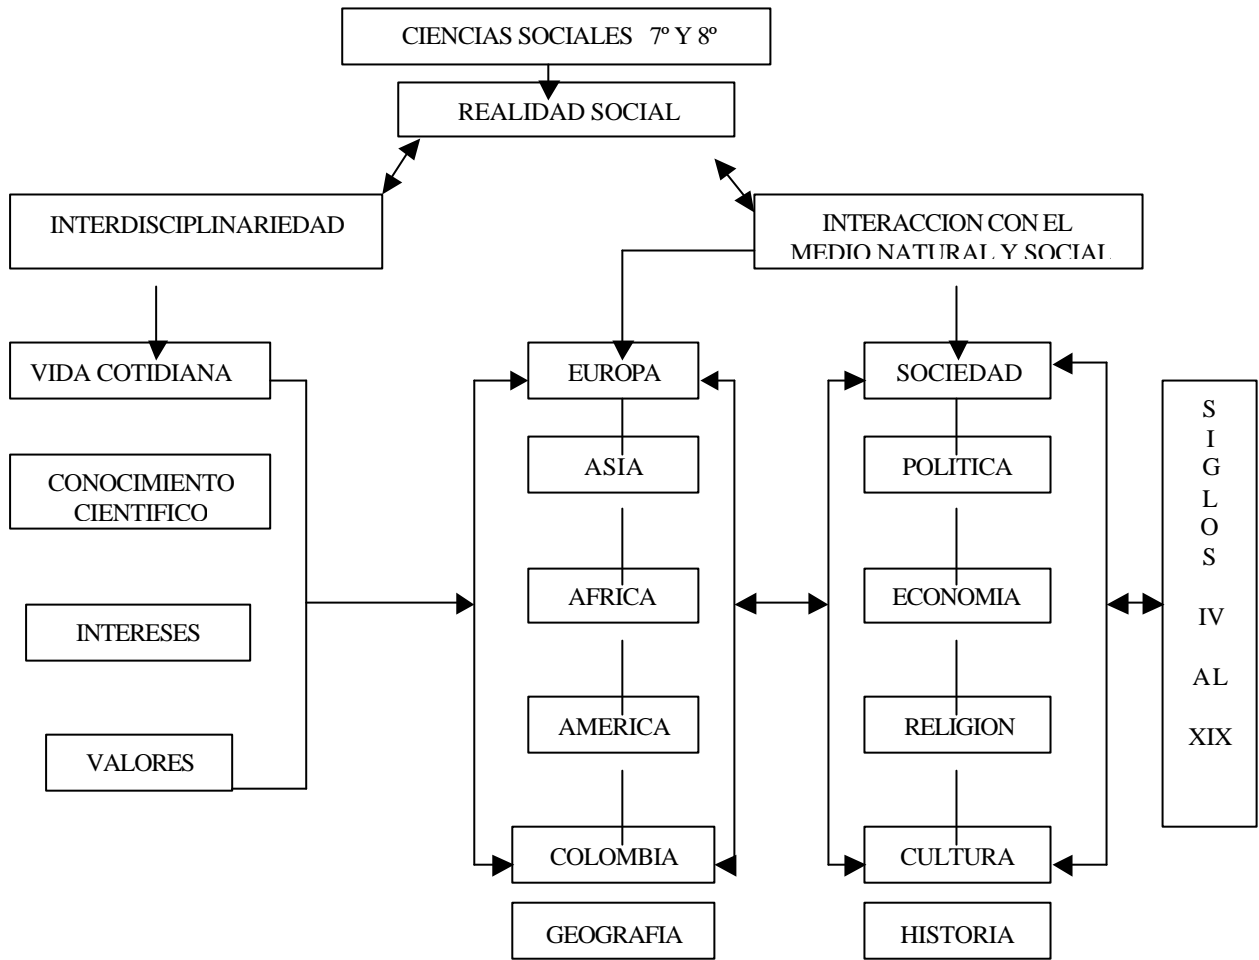 CIENCIAS SOCIALES 7º Y 8º
REALIDAD SOCIAL
INTERDISCIPLINARIEDAD
INTERACCION CON EL
MEDIO NATURAL Y SOCIAL
VIDA COTIDIANA
EUROPA
SOCIEDAD
CONOCIMIENTO
CIENTIFICO
ASIA
POLITICA
INTERESES
AFRICA
ECONOMIA
VALORES
AMERICA
RELIGION
COLOMBIA
CULTURA
GEOGRAFIA
HISTORIA
S
I
G
L
O
S
IV
AL
XIX